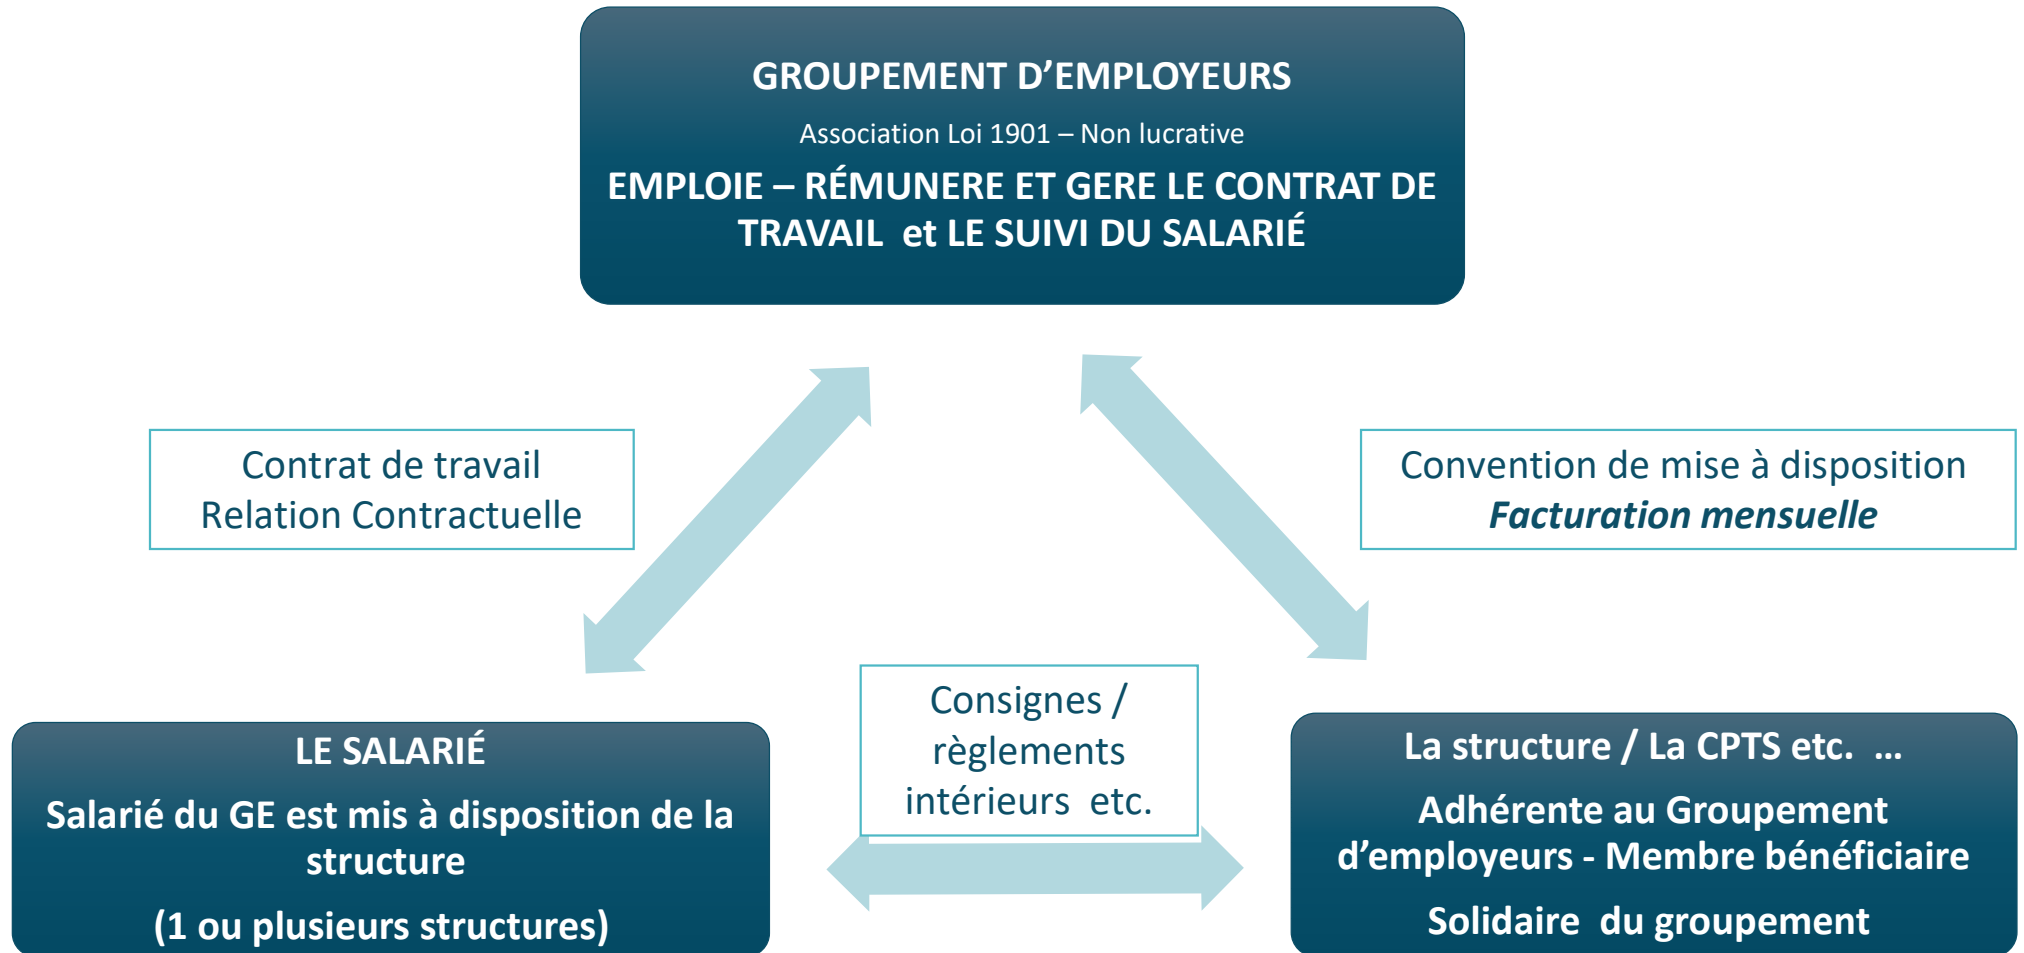 GROUPEMENT D’EMPLOYEURS
Association Loi 1901 – Non lucrative
EMPLOIE – RÉMUNERE ET GERE LE CONTRAT DE
TRAVAIL et LE SUIVI DU SALARIÉ
Contrat de travail
Relation Contractuelle
Convention de mise à disposition
Facturation mensuelle
Consignes /
règlements
intérieurs etc.
LE SALARIÉ
Salarié du GE est mis à disposition de la
structure
(1 ou plusieurs structures)
La structure / La CPTS etc. …
Adhérente au Groupement
d’employeurs - Membre bénéficiaire
Solidaire du groupement